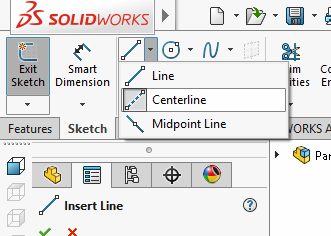 SOLIDWORKS
Exit Sketch
Smart Dimension
Line
Centerline
Midpoint Line
Features
Sketch
Insert Line